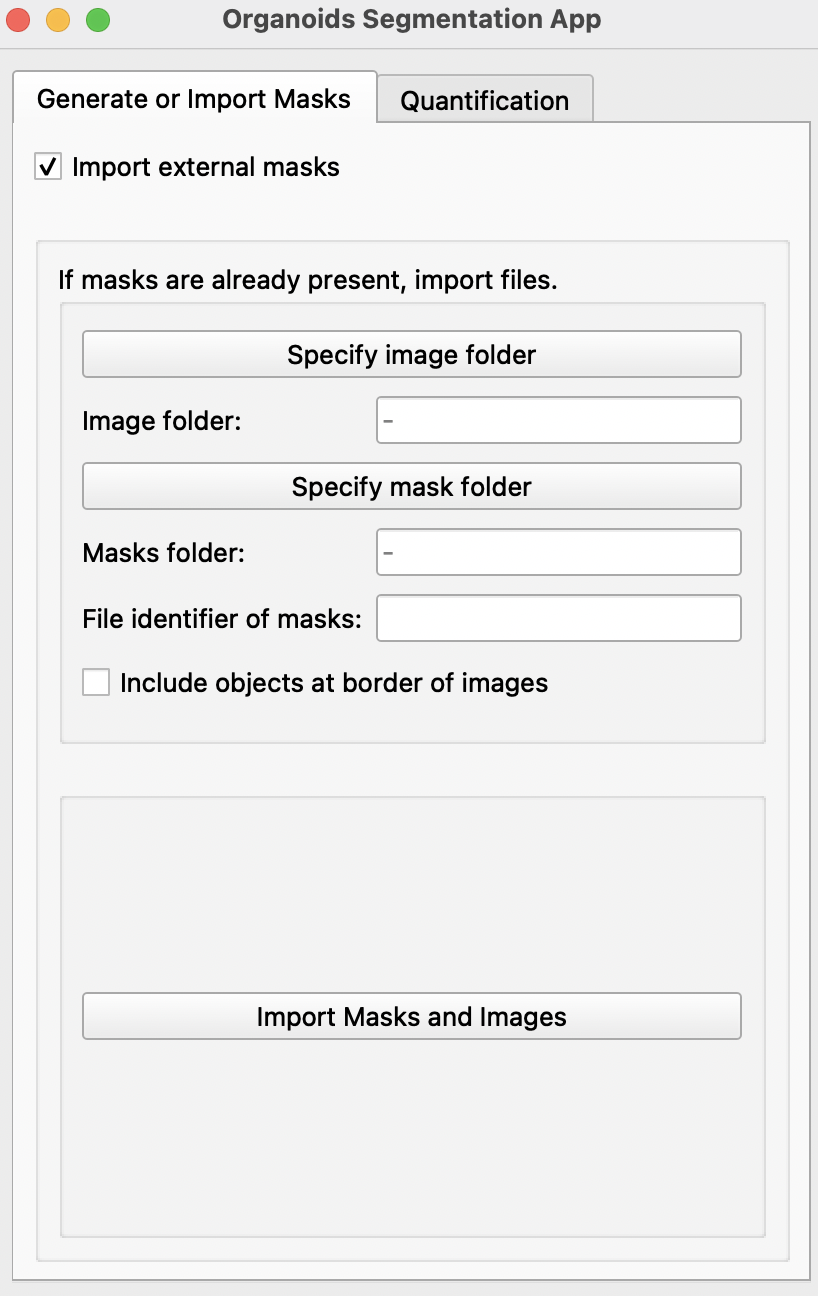 Organoids Segmentation App
Generate or Import Masks
Quantification
Import external masks
If masks are already present, import files.
Specify image folder
Image folder: -
Specify mask folder
Masks folder: -
File identifier of masks:
Include objects at border of images
Import Masks and Images